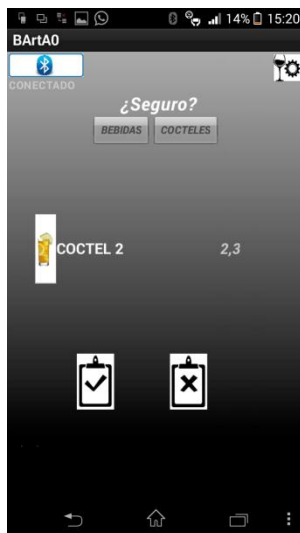 14% 15:20
BArtA0
CONECTADO
¿Seguro?
BEBIDAS COCTELES
COCTEL 2 2,3